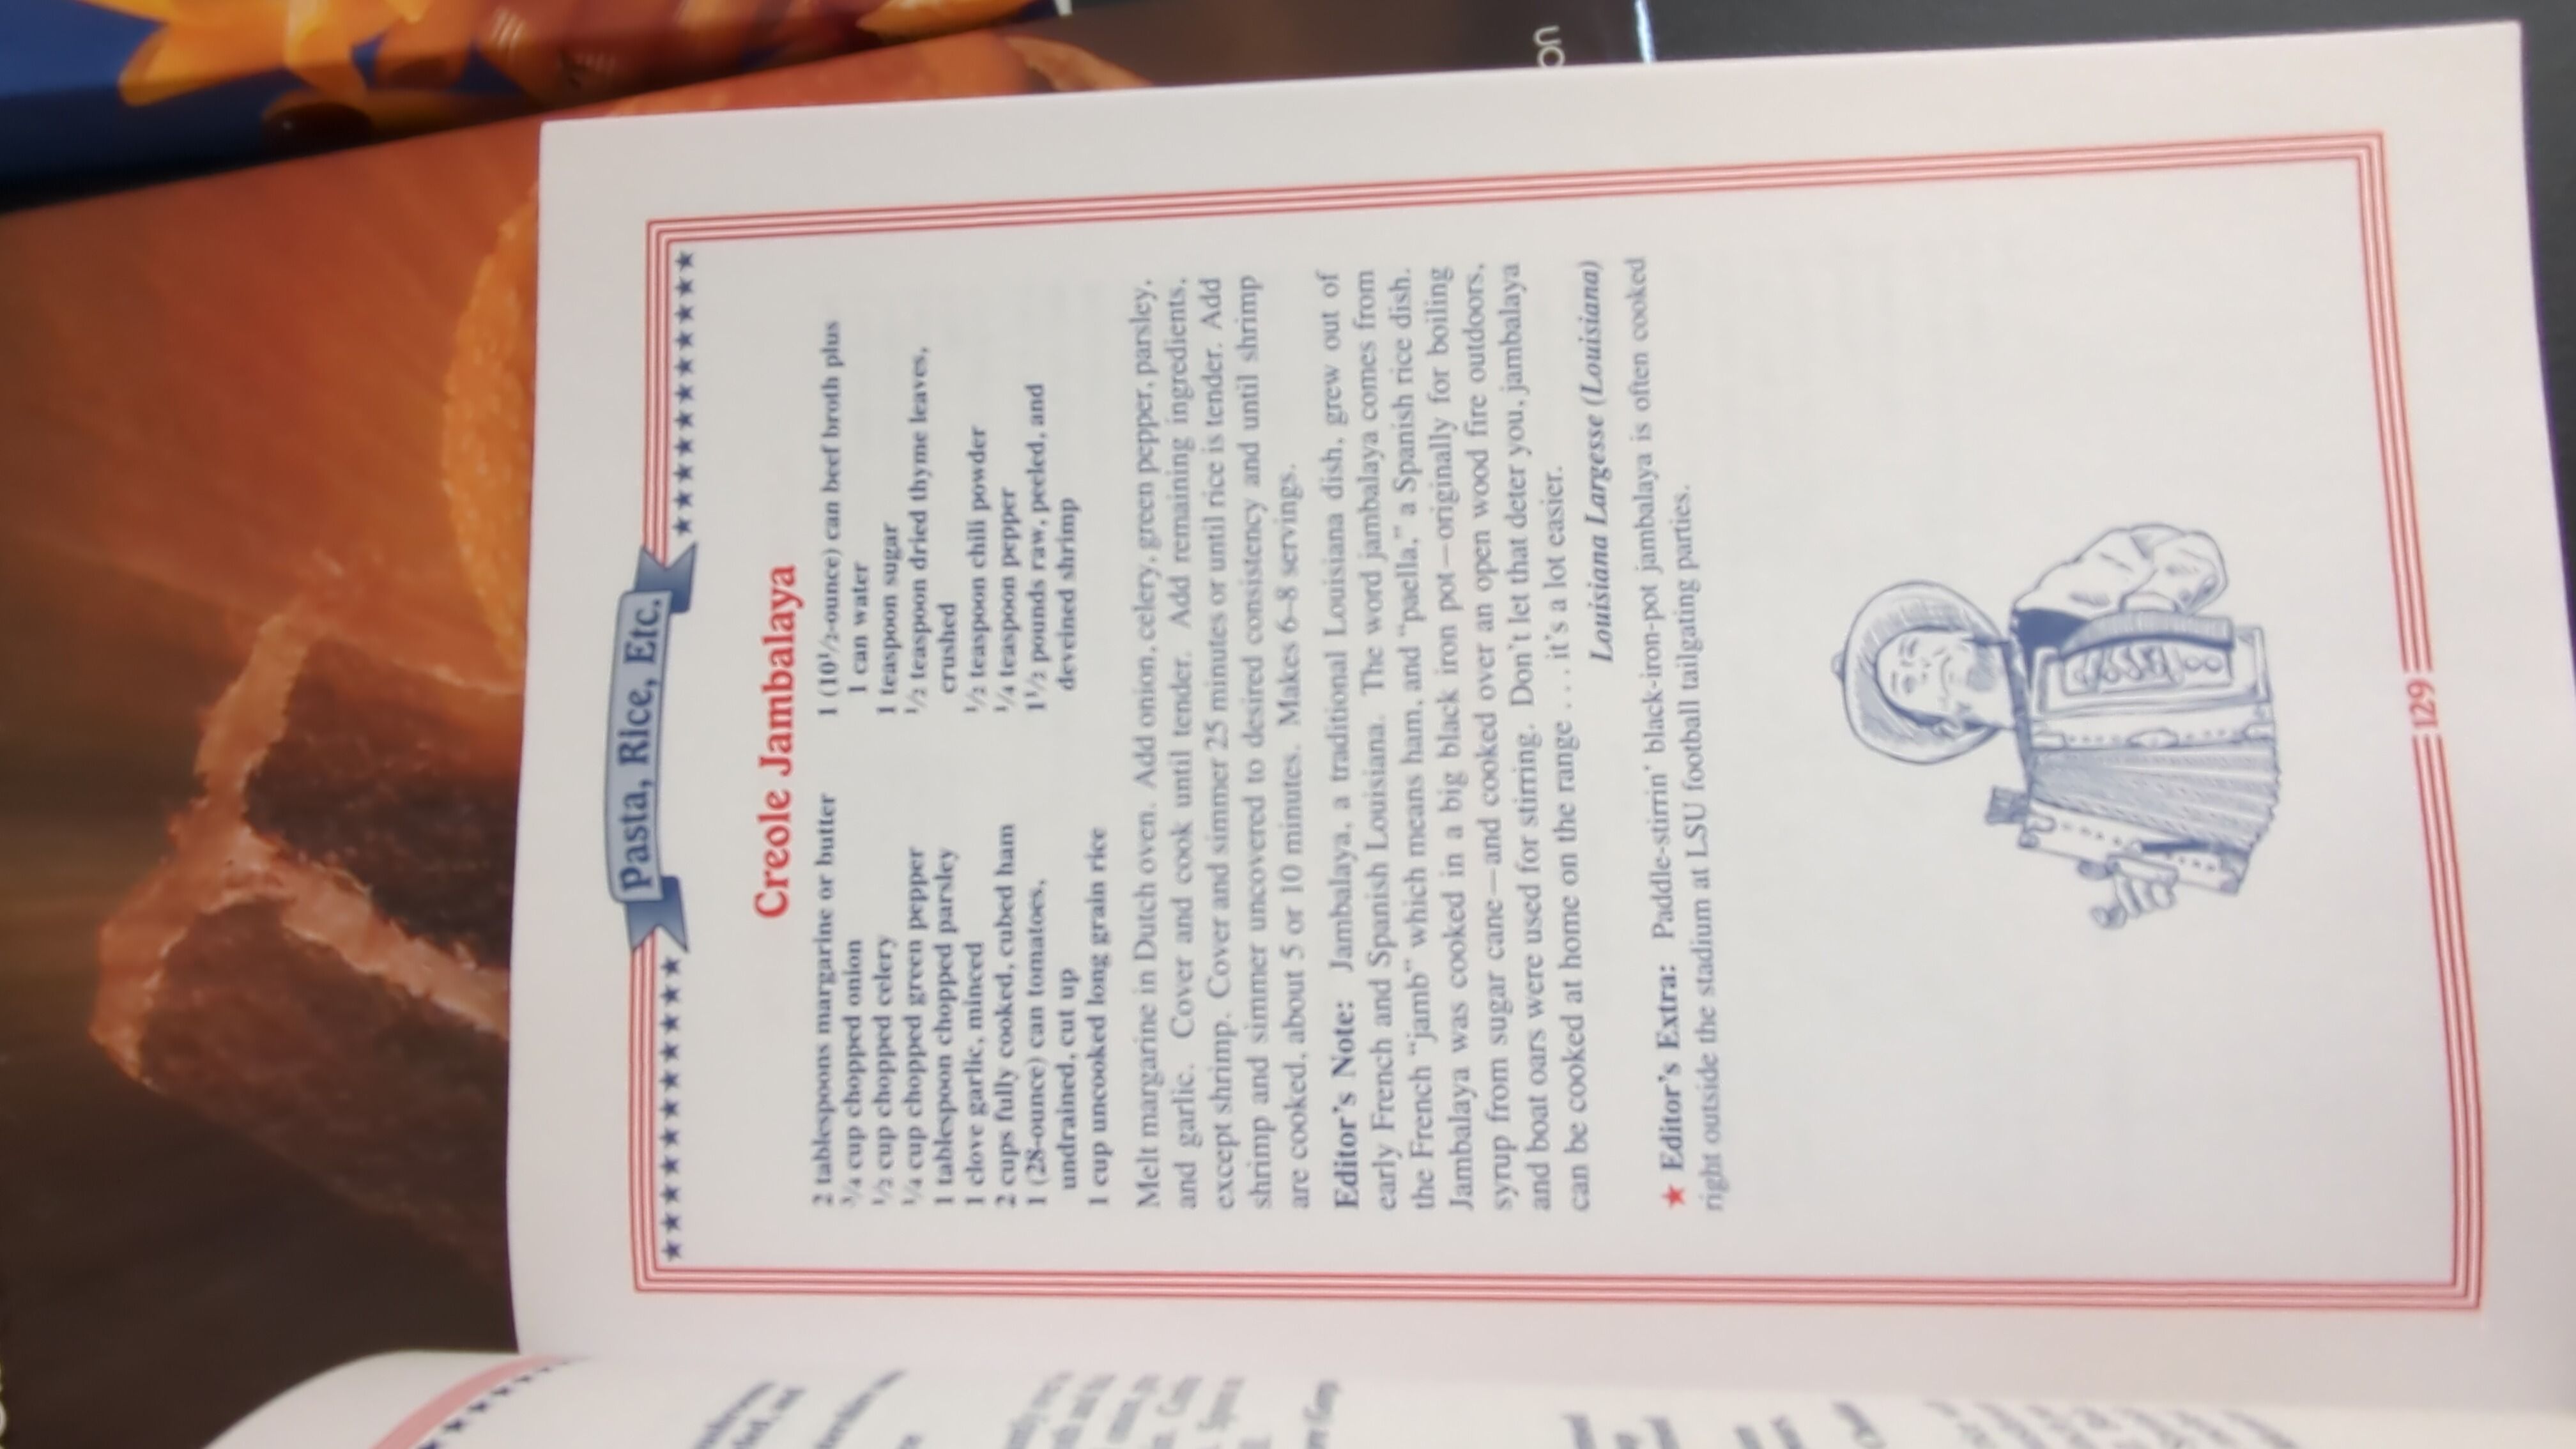 Pasta, Rice, Etc.
Creole Jambalaya
2 tablespoons margarine or butter
3/4 cup chopped onion
1/2 cup chopped celery
1/4 cup chopped green pepper
1 tablespoon chopped parsley
1 clove garlic, minced
2 cups fully cooked, cubed ham
1 (28-ounce) can tomatoes,
undrained, cut up
1 cup uncooked long grain rice
1 (10 1/2-ounce) can beef broth plus
1 can water
1 teaspoon sugar
1/2 teaspoon dried thyme leaves,
crushed
1/2 teaspoon chili powder
1/4 teaspoon pepper
1 1/2 pounds raw, peeled, and
deveined shrimp
Melt margarine in Dutch oven. Add onion, celery, green pepper, parsley,
and garlic. Cover and cook until tender. Add remaining ingredients,
except shrimp. Cover and simmer 25 minutes or until rice is tender. Add
shrimp and simmer uncovered to desired consistency and until shrimp
are cooked, about 5 or 10 minutes. Makes 6–8 servings.
Editor's Note: Jambalaya, a traditional Louisiana dish, grew out of
early French and Spanish Louisiana. The word jambalaya comes from
the French "jamb" which means ham, and "paella," a Spanish rice dish.
Jambalaya was cooked in a big black iron pot—originally for boiling
syrup from sugar cane—and cooked over an open wood fire outdoors,
and boat oars were used for stirring. Don't let that deter you, jambalaya
can be cooked at home on the range . . . it's a lot easier.
Louisiana Largesse (Louisiana)
★ Editor's Extra: Paddle-stirrin' black-iron-pot jambalaya is often cooked
right outside the stadium at LSU football tailgating parties.
129
on